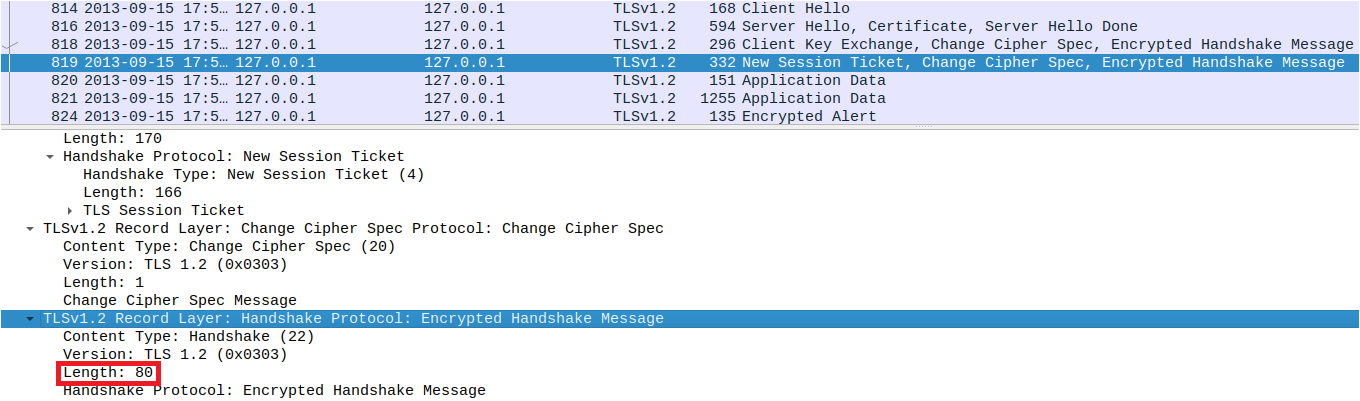 814 2013-09-15 17:5… 127.0.0.1 127.0.0.1 TLSv1.2 168 Client Hello
816 2013-09-15 17:5… 127.0.0.1 127.0.0.1 TLSv1.2 594 Server Hello, Certificate, Server Hello Done
818 2013-09-15 17:5… 127.0.0.1 127.0.0.1 TLSv1.2 296 Client Key Exchange, Change Cipher Spec, Encrypted Handshake Message
819 2013-09-15 17:5… 127.0.0.1 127.0.0.1 TLSv1.2 332 New Session Ticket, Change Cipher Spec, Encrypted Handshake Message
820 2013-09-15 17:5… 127.0.0.1 127.0.0.1 TLSv1.2 151 Application Data
821 2013-09-15 17:5… 127.0.0.1 127.0.0.1 TLSv1.2 1255 Application Data
824 2013-09-15 17:5… 127.0.0.1 127.0.0.1 TLSv1.2 135 Encrypted Alert
Length: 170
Handshake Protocol: New Session Ticket
Handshake Type: New Session Ticket (4)
Length: 166
TLS Session Ticket
TLSv1.2 Record Layer: Change Cipher Spec Protocol: Change Cipher Spec
Content Type: Change Cipher Spec (20)
Version: TLS 1.2 (0x0303)
Length: 1
Change Cipher Spec Message
TLSv1.2 Record Layer: Handshake Protocol: Encrypted Handshake Message
Content Type: Handshake (22)
Version: TLS 1.2 (0x0303)
Length: 80
Handshake Protocol: Encrypted Handshake Message